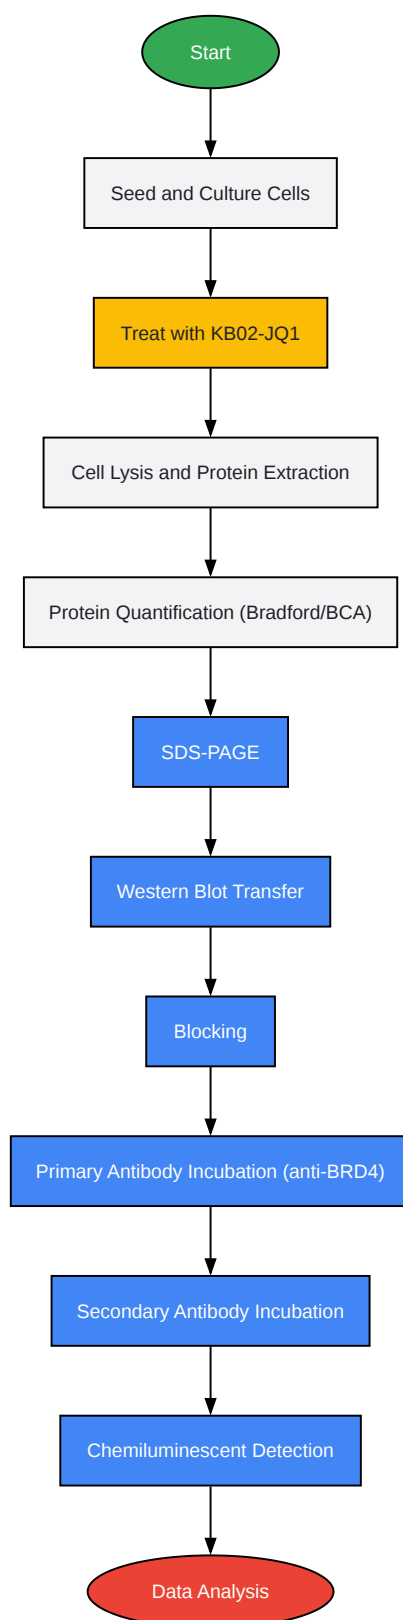 Start
Seed and Culture Cells
Treat with KB02-JQ1
Cell Lysis and Protein Extraction
Protein Quantification (Bradford/BCA)
SDS-PAGE
Western Blot Transfer
Blocking
Primary Antibody Incubation (anti-BRD4)
Secondary Antibody Incubation
Chemiluminescent Detection
Data Analysis